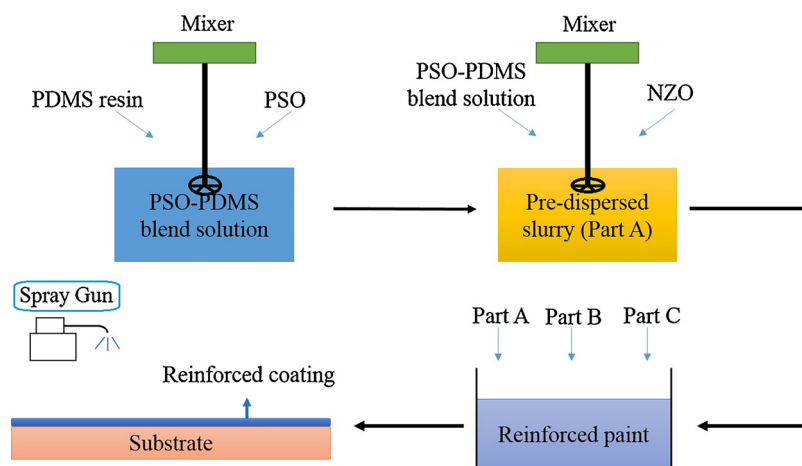 Mixer
PDMS resin
PSO
PSO-PDMS
blend solution
Mixer
PSO-PDMS
blend solution
NZO
Pre-dispersed
slurry (Part A)
Spray Gun
Reinforced coating
Substrate
Part A
Part B
Part C
Reinforced paint